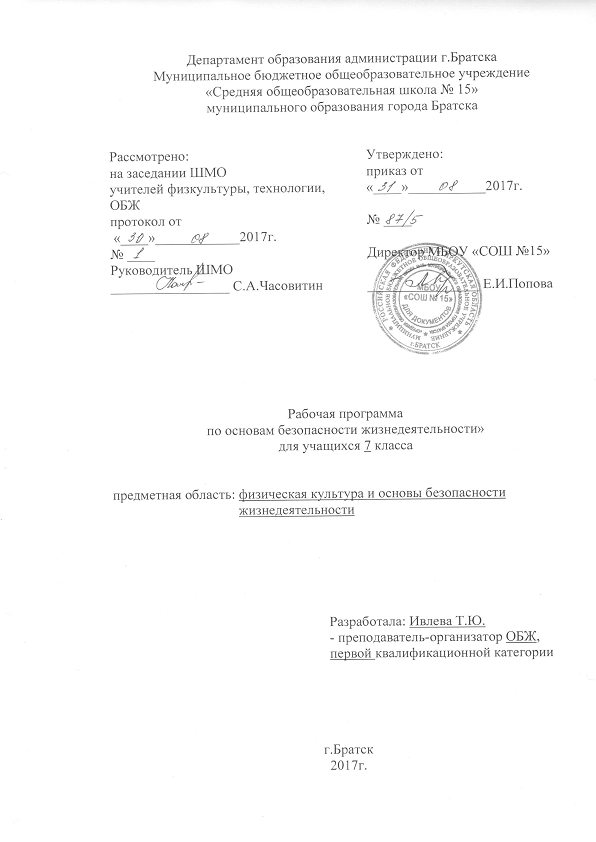 Департамент образования администрации г.Братска
Муниципальное бюджетное общеобразовательное учреждение
«Средняя общеобразовательная школа № 15»
муниципального образования города Братска
Рассмотрено:
на заседании ШМО
учителей физкультуры, технологии,
ОБЖ
протокол от
«30» 08 2017г.
№ 1
Руководитель ШМО
С.А.Часовитин
Утверждено:
приказ от
«31» 08 2017г.
№ 87/5
Директор МБОУ «СОШ №15»
Е.И.Попова
МБОУ
«СОШ № 15»
ДЛЯ ДОКУМЕНТОВ
г.БРАТСК
Рабочая программа
по основам безопасности жизнедеятельности»
для учащихся 7 класса
предметная область: физическая культура и основы безопасности
жизнедеятельности
Разработала: Ивлева Т.Ю.
- преподаватель-организатор ОБЖ,
первой квалификационной категории
г.Братск
2017г.